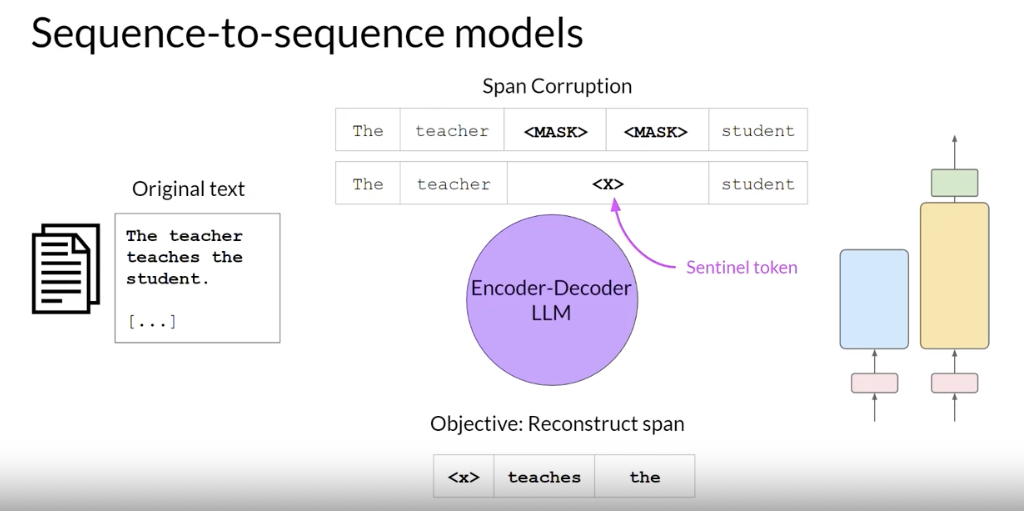 Sequence-to-sequence models
Span Corruption
The teacher <MASK> <MASK> student
The teacher <X> student
Original text
The teacher
teaches the
student.
[...]
Sentinel token
Encoder-Decoder
LLM
Objective: Reconstruct span
<x> teaches the